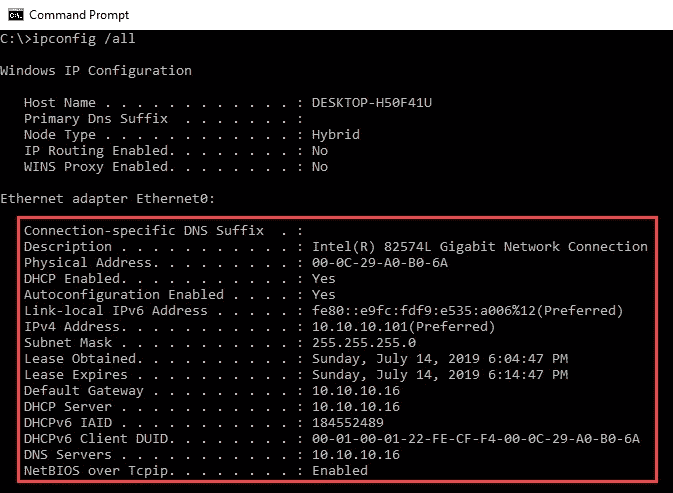 Command Prompt
C:\>ipconfig /all
Windows IP Configuration
Host Name . . . . . . . . . . . . : DESKTOP-H50F41U
Primary Dns Suffix  . . . . . . . :
Node Type . . . . . . . . . . . . : Hybrid
IP Routing Enabled. . . . . . . . : No
WINS Proxy Enabled. . . . . . . . : No
Ethernet adapter Ethernet0:
Connection-specific DNS Suffix  . :
Description . . . . . . . . . . . : Intel(R) 82574L Gigabit Network Connection
Physical Address. . . . . . . . . : 00-0C-29-A0-B0-6A
DHCP Enabled. . . . . . . . . . . : Yes
Autoconfiguration Enabled . . . . : Yes
Link-local IPv6 Address . . . . . : fe80::e9fc:fdf9:e535:a006%12(Preferred)
IPv4 Address. . . . . . . . . . . : 10.10.10.101(Preferred)
Subnet Mask . . . . . . . . . . . : 255.255.255.0
Lease Obtained. . . . . . . . . . : Sunday, July 14, 2019 6:04:47 PM
Lease Expires . . . . . . . . . . : Sunday, July 14, 2019 6:14:47 PM
Default Gateway . . . . . . . . . : 10.10.10.16
DHCP Server . . . . . . . . . . . : 10.10.10.16
DHCPv6 IAID . . . . . . . . . . . : 184552489
DHCPv6 Client DUID. . . . . . . . : 00-01-00-01-22-FE-CF-F4-00-0C-29-A0-B0-6A
DNS Servers . . . . . . . . . . . : 10.10.10.16
NetBIOS over Tcpip. . . . . . . . : Enabled